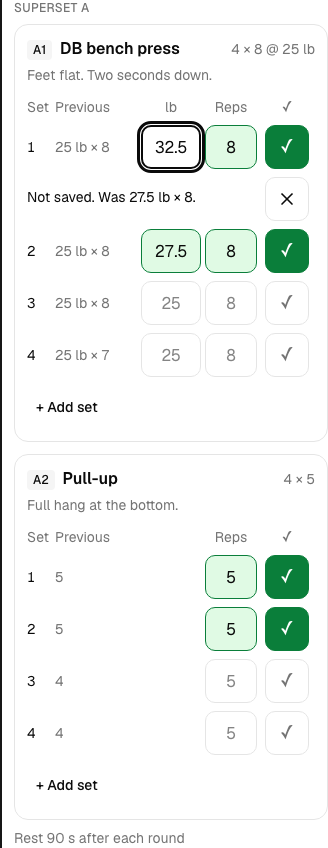 SUPERSET A
A1 DB bench press 4 × 8 @ 25 lb
Feet flat. Two seconds down.
Set Previous lb Reps ✓
1 25 lb × 8 32.5 8 ✓
Not saved. Was 27.5 lb × 8. ✕
2 25 lb × 8 27.5 8 ✓
3 25 lb × 8 25 8 ✓
4 25 lb × 7 25 8 ✓
+ Add set
A2 Pull-up 4 × 5
Full hang at the bottom.
Set Previous Reps ✓
1 5 5 ✓
2 5 5 ✓
3 4 5 ✓
4 4 5 ✓
+ Add set
Rest 90 s after each round